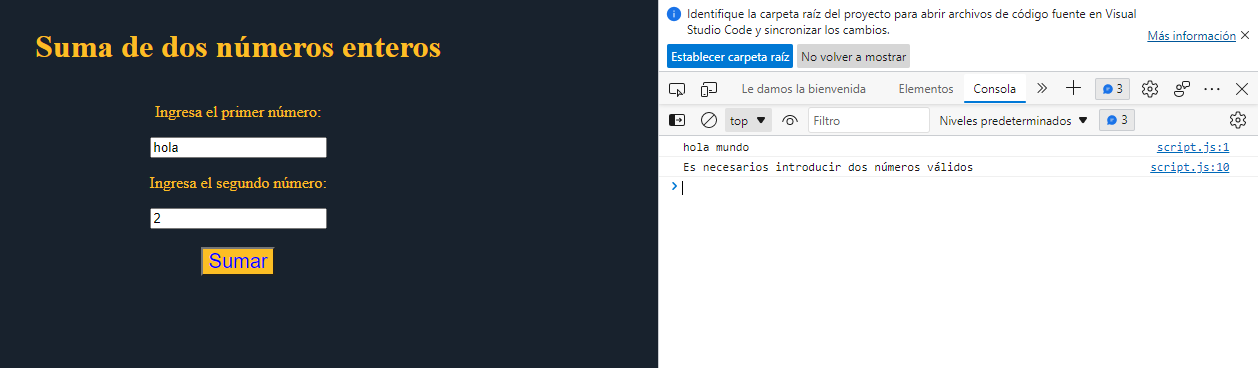 Suma de dos números enteros
Ingresa el primer número:
hola
Ingresa el segundo número:
2
Sumar
Identifique la carpeta raíz del proyecto para abrir archivos de código fuente en Visual
Studio Code y sincronizar los cambios.
Más información
Establecer carpeta raíz No volver a mostrar
Le damos la bienvenida Elementos Consola 3
top Filtro Niveles predeterminados 3
hola mundo script.js:1
Es necesarios introducir dos números válidos script.js:10